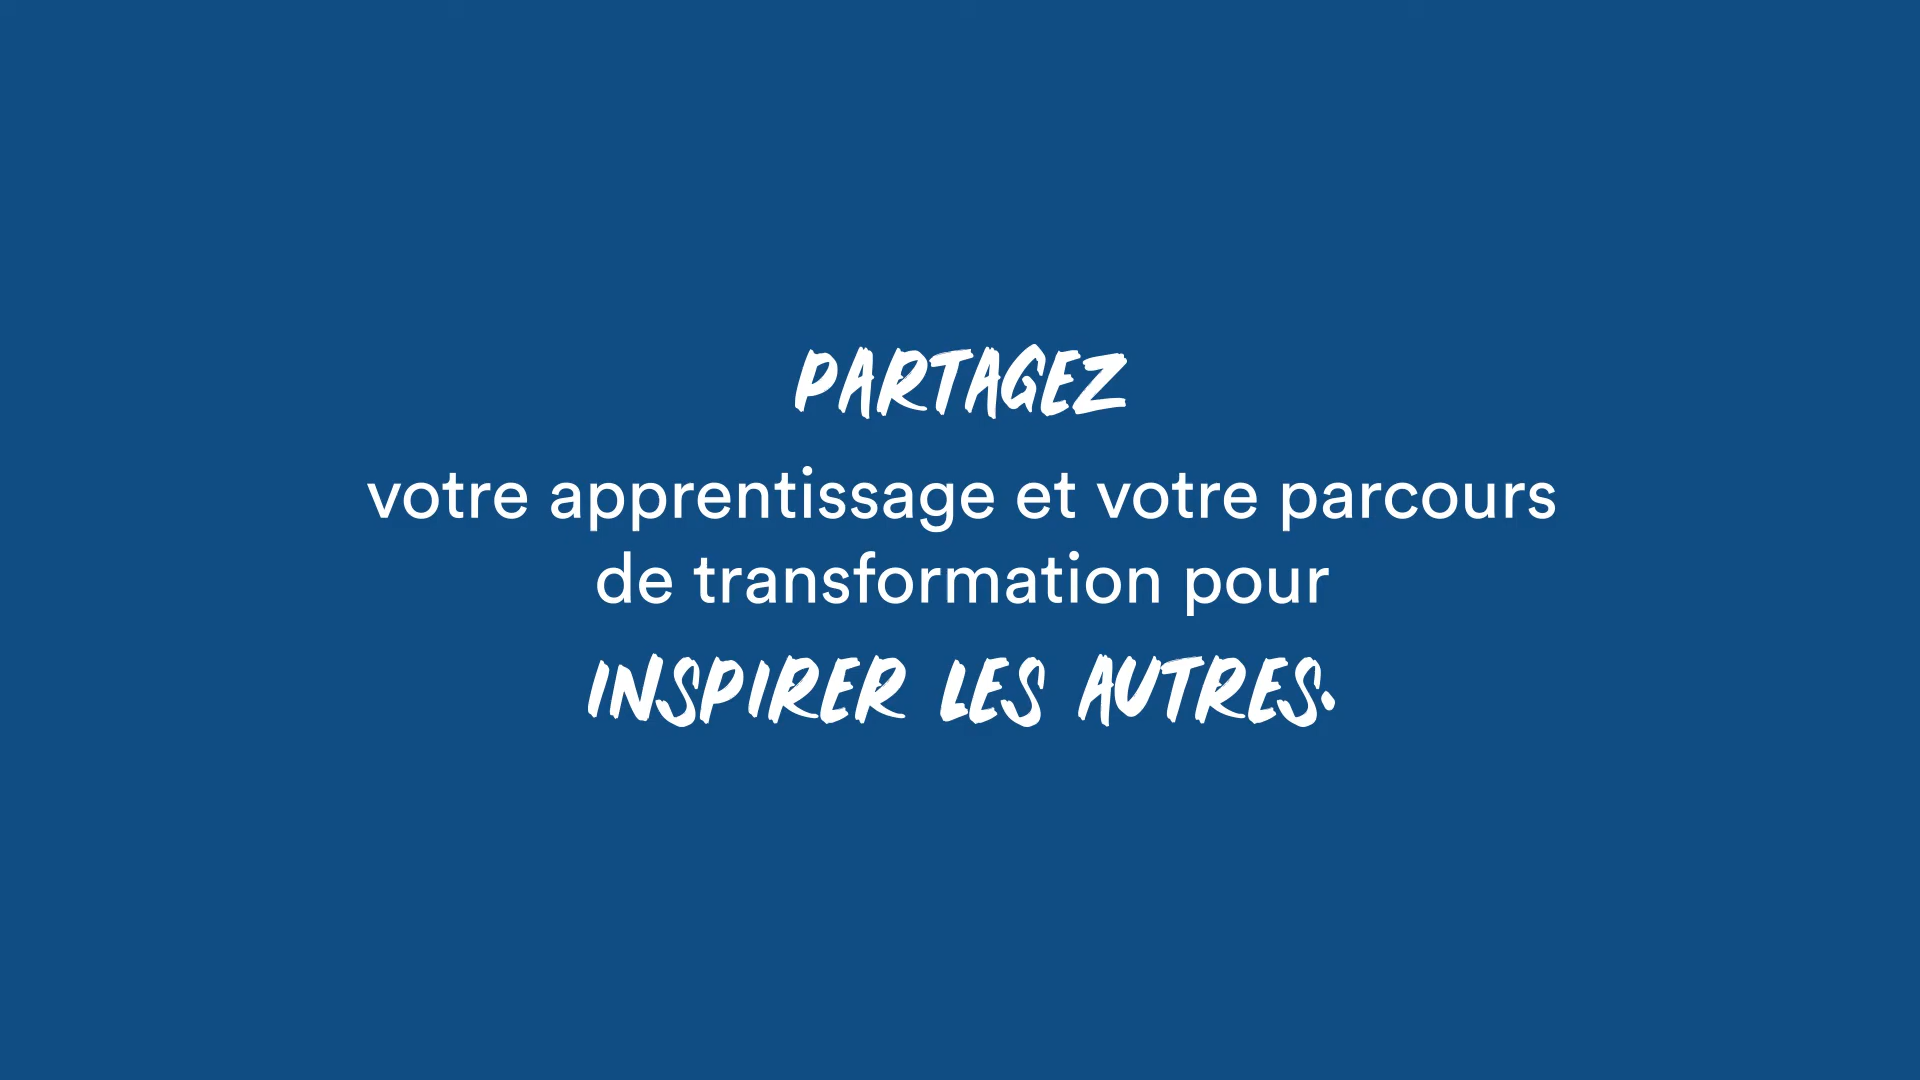 PARTAGEZ
votre apprentissage et votre parcours
de transformation pour
INSPIRER LES AUTRES.